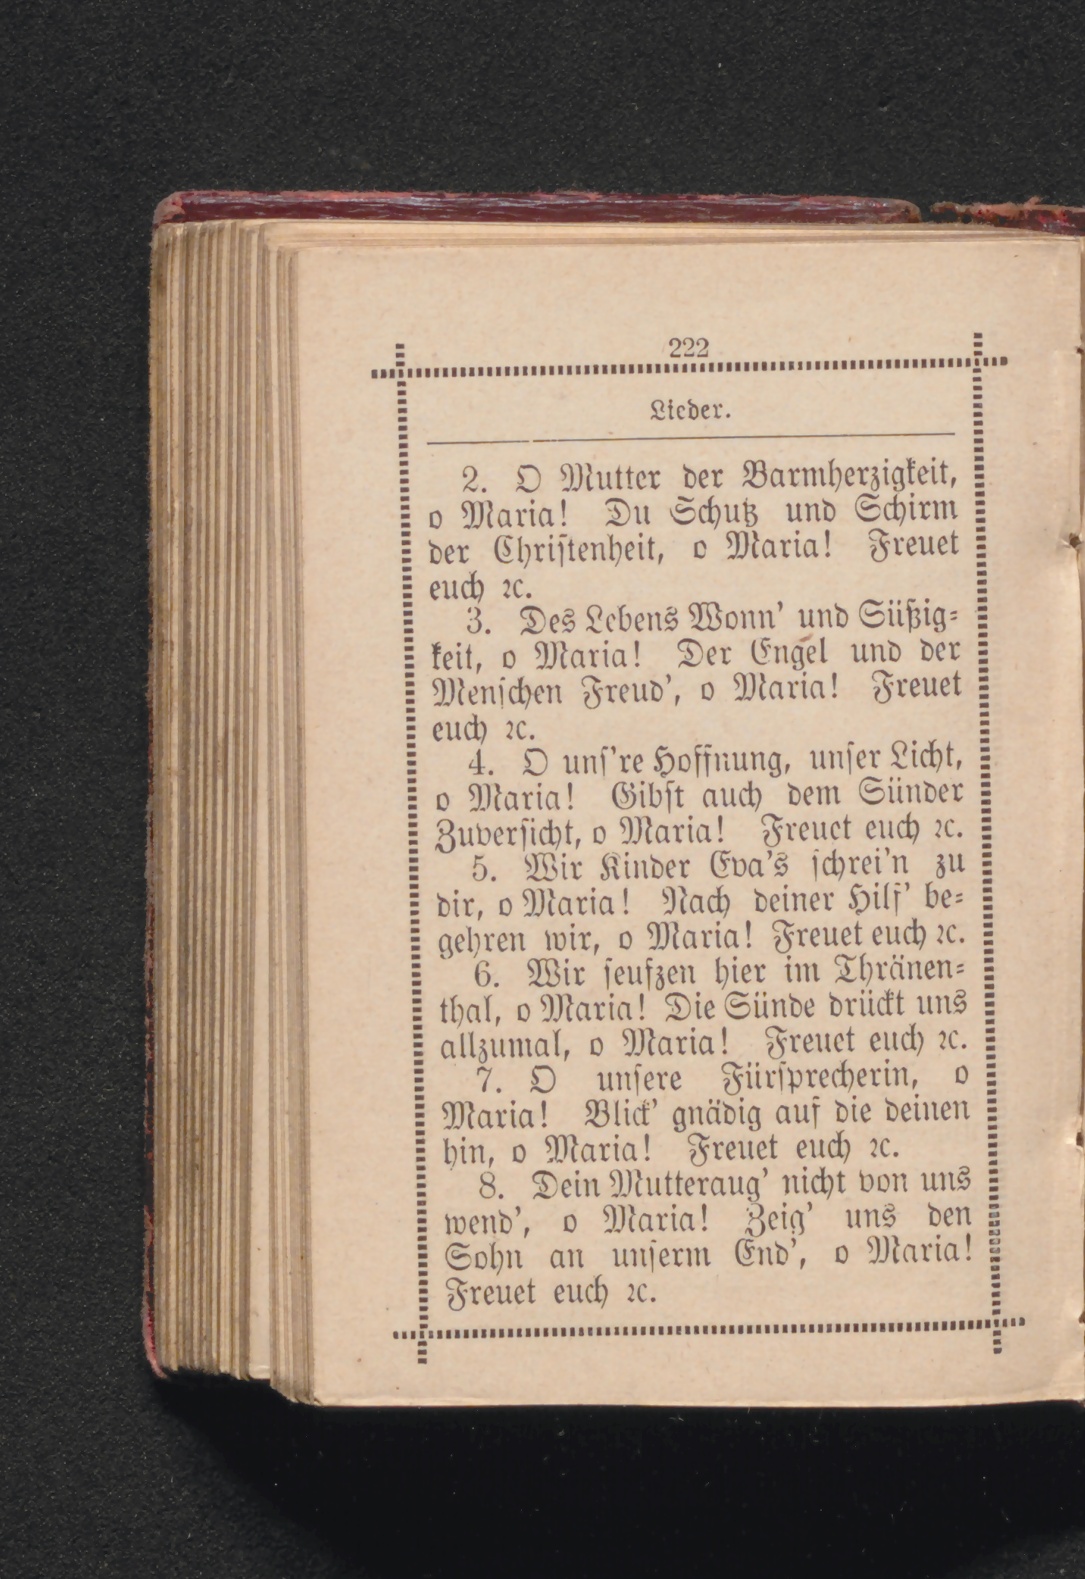 222
Lieder.
2. O Mutter der Barmherzigkeit,
o Maria! Du Schutz und Schirm
der Christenheit, o Maria! Freuet
euch ꝛc.
3. Des Lebens Wonn' und Süßig-
keit, o Maria! Der Engel und der
Menschen Freud', o Maria! Freuet
euch ꝛc.
4. O uns're Hoffnung, unser Licht,
o Maria! Gibst auch dem Sünder
Zuversicht, o Maria! Freuet euch ꝛc.
5. Wir Kinder Eva's schrei'n zu
dir, o Maria! Nach deiner Hilf' be-
gehren wir, o Maria! Freuet euch ꝛc.
6. Wir seufzen hier im Thränen-
thal, o Maria! Die Sünde drückt uns
allzumal, o Maria! Freuet euch ꝛc.
7. O unsere Fürsprecherin, o
Maria! Blick' gnädig auf die deinen
hin, o Maria! Freuet euch ꝛc.
8. Dein Mutteraug' nicht von uns
wend', o Maria! Zeig' uns den
Sohn an unserm End', o Maria!
Freuet euch ꝛc.